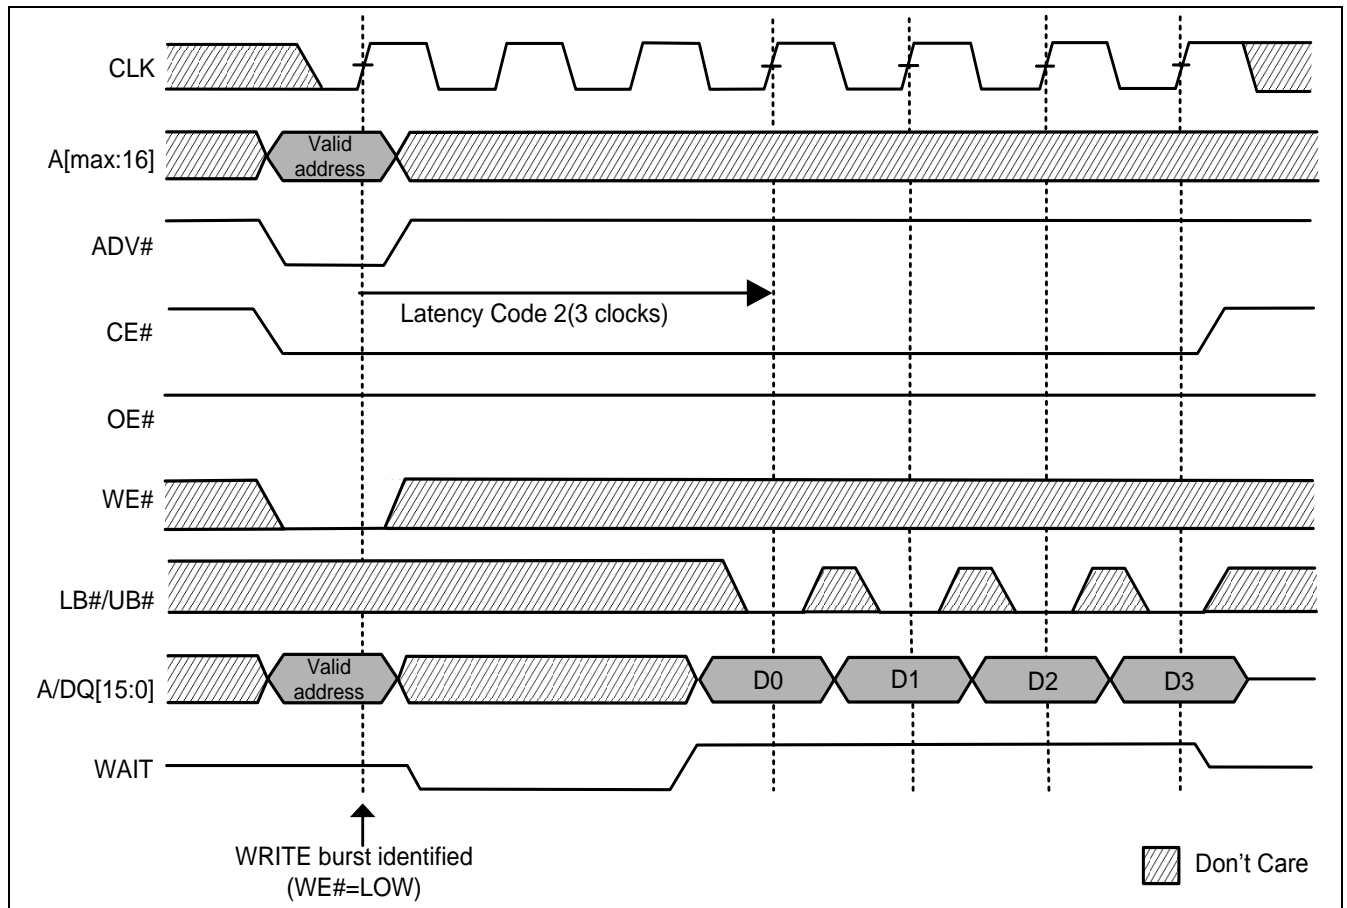 CLK
A[max:16]
Valid
address
ADV#
Latency Code 2(3 clocks)
CE#
OE#
WE#
LB#/UB#
A/DQ[15:0]
Valid
address
D0
D1
D2
D3
WAIT
WRITE burst identified
(WE#=LOW)
Don't Care